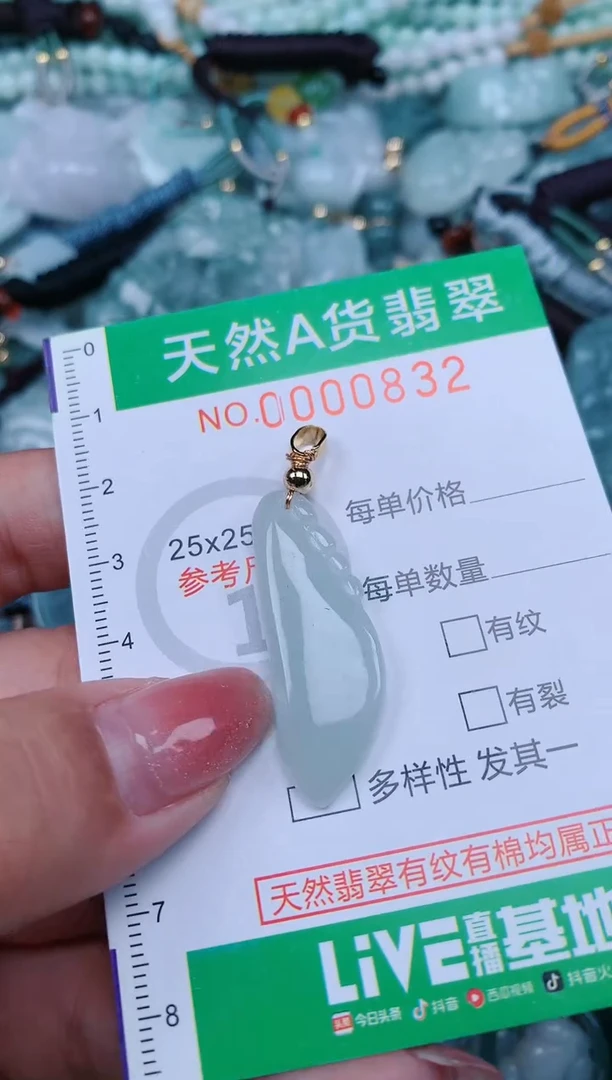 天然A货翡翠
NO.0000832
0
1
2
3
4
7
8
每单价格
25x25
参考
每单数量
有纹
有裂
多样性 发其一
天然翡翠有纹有棉均属正
LiVE直播基地
今日头条 抖音 西瓜视频 抖音火